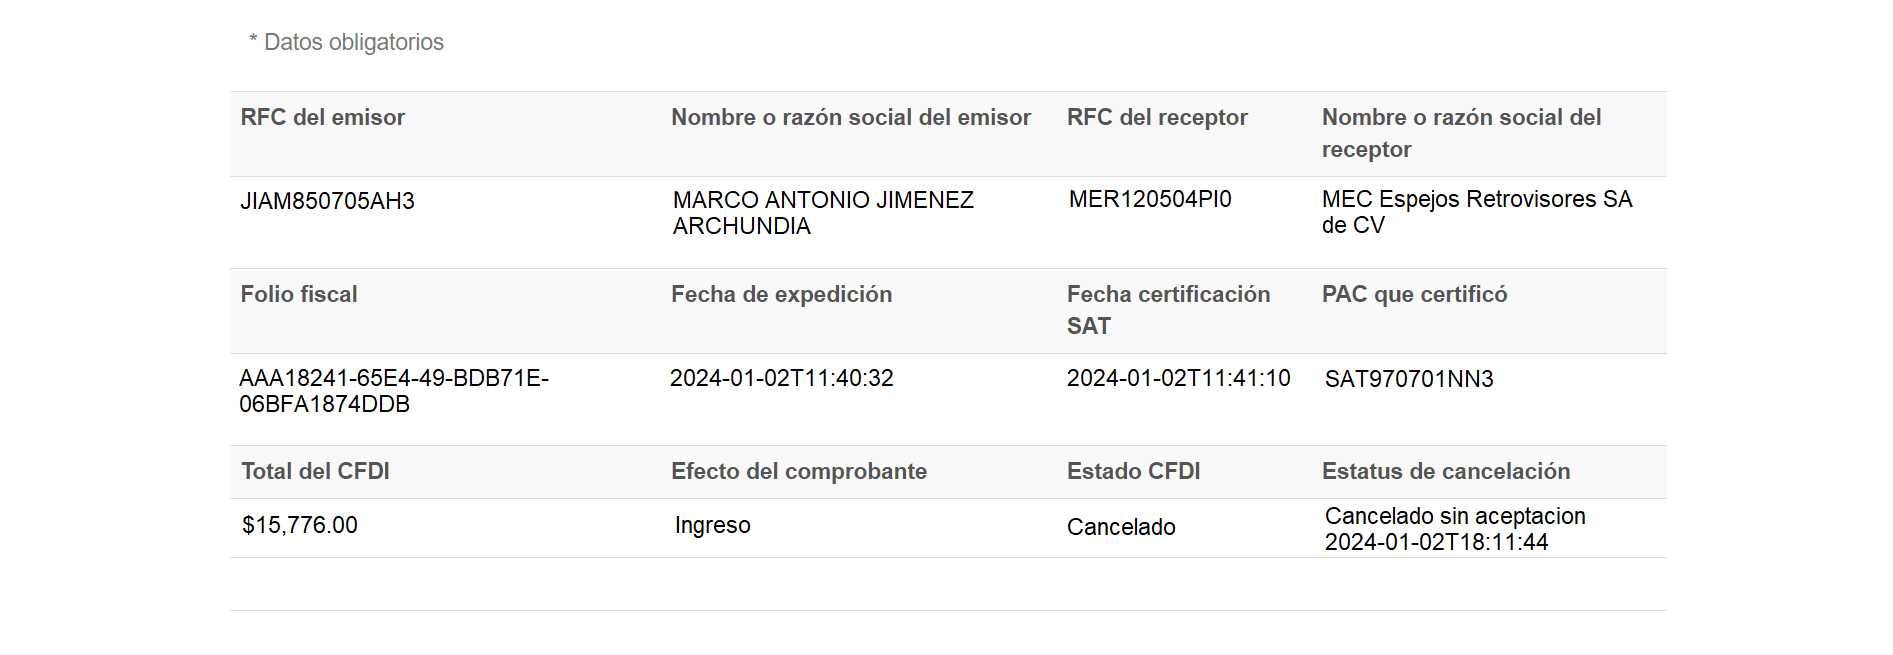 * Datos obligatorios
RFC del emisor
Nombre o razón social del emisor
RFC del receptor
Nombre o razón social del
receptor
JIAM850705AH3
MARCO ANTONIO JIMENEZ
ARCHUNDIA
MER120504PI0
MEC Espejos Retrovisores SA
de CV
Folio fiscal
Fecha de expedición
Fecha certificación
SAT
PAC que certificó
AAA18241-65E4-49-BDB71E-
06BFA1874DDB
2024-01-02T11:40:32
2024-01-02T11:41:10
SAT970701NN3
Total del CFDI
Efecto del comprobante
Estado CFDI
Estatus de cancelación
$15,776.00
Ingreso
Cancelado
Cancelado sin aceptacion
2024-01-02T18:11:44